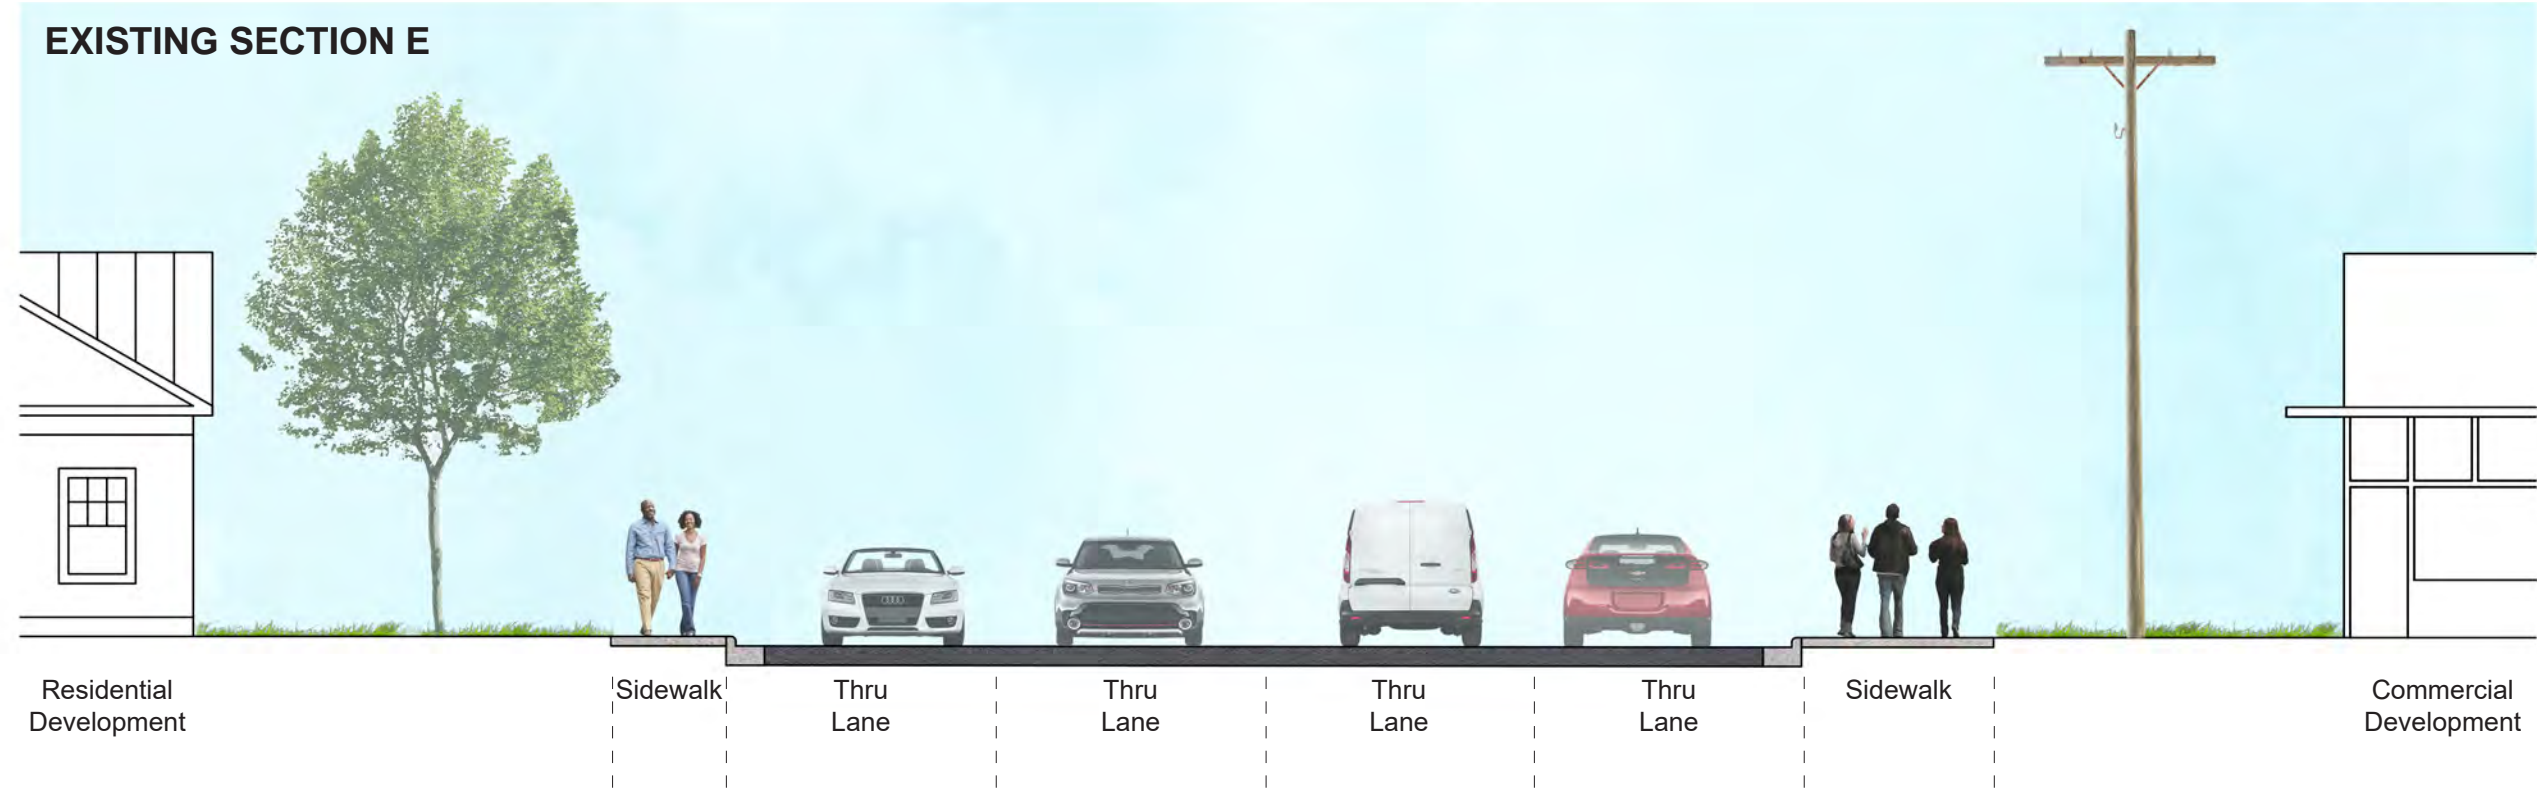 EXISTING SECTION E
Residential
Development
Sidewalk
Thru
Lane
Thru
Lane
Thru
Lane
Thru
Lane
Sidewalk
Commercial
Development